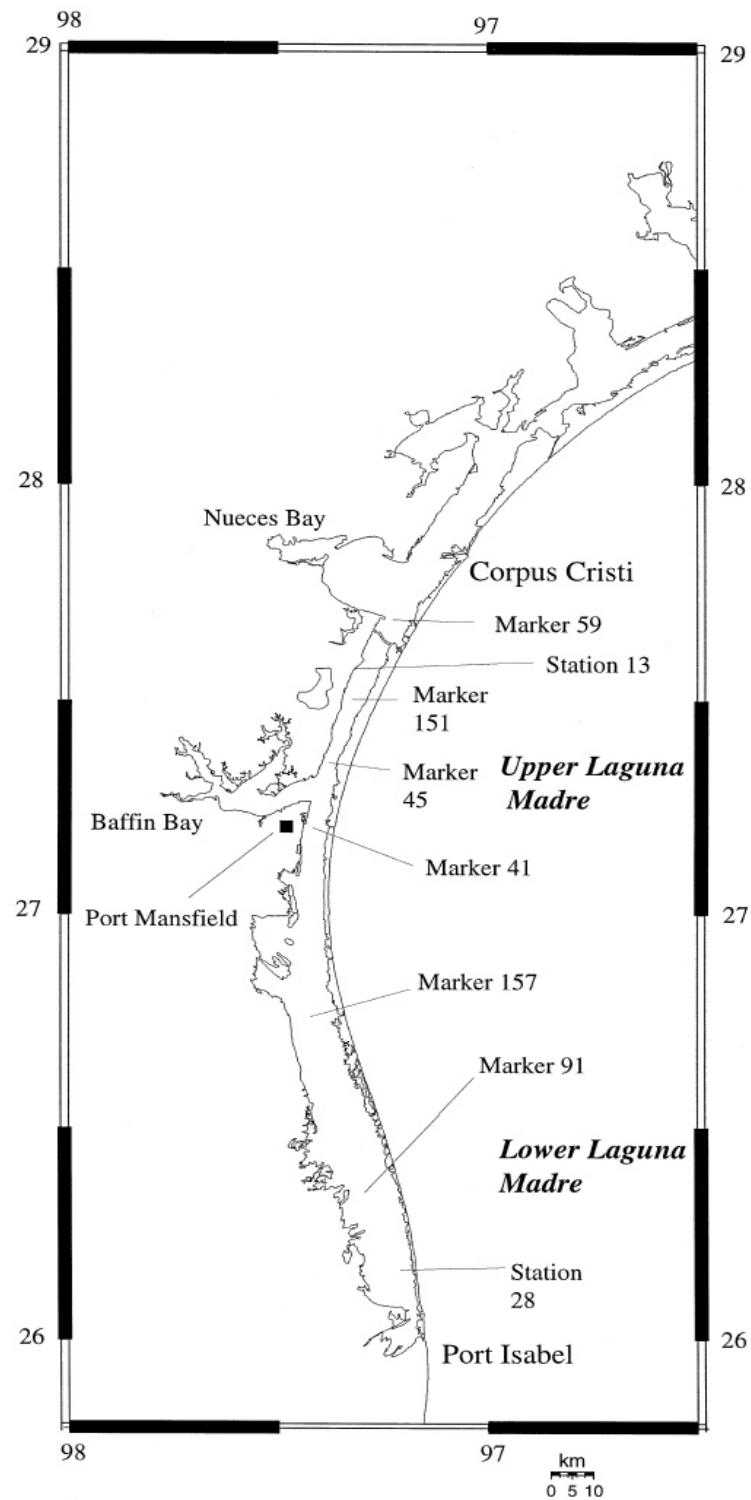 98
97
29
29
28
28
Nueces Bay
Corpus Cristi
Marker 59
Station 13
Marker
151
Upper Laguna
Madre
Marker
45
Baffin Bay
Marker 41
Port Mansfield
27
27
Marker 157
Marker 91
Lower Laguna
Madre
Station
28
26
26
Port Isabel
98
97
km
0 5 10